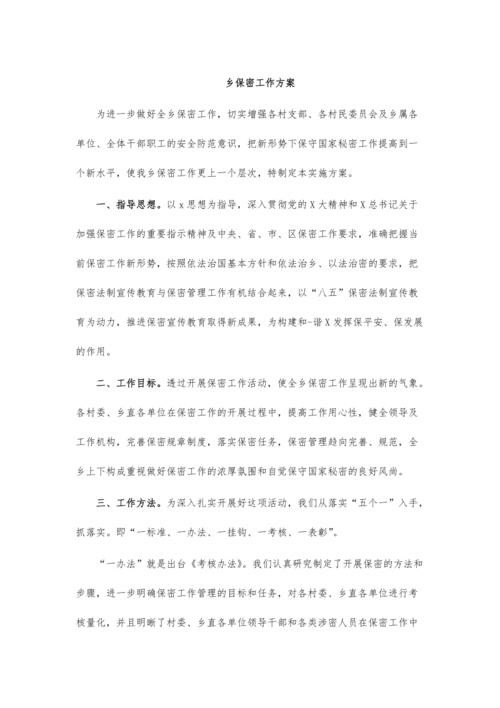 乡保密工作方案
为进一步做好全乡保密工作，切实增强各村支部、各村民委员会及乡属各
单位、全体干部职工的安全防范意识，把新形势下保守国家秘密工作提高到一
个新水平，使我乡保密工作更上一个层次，特制定本实施方案。
一、指导思想。以 x 思想为指导，深入贯彻党的 X 大精神和 X 总书记关于
加强保密工作的重要指示精神及中央、省、市、区保密工作要求，准确把握当
前保密工作新形势，按照依法治国基本方针和依法治乡、以法治密的要求，把
保密法制宣传教育与保密管理工作有机结合起来，以“八五”保密法制宣传教
育为动力，推进保密宣传教育取得新成果，为构建和-谐 X 发挥保平安、保发展
的作用。
二、工作目标。透过开展保密工作活动，使全乡保密工作呈现出新的气象。
各村委、乡直各单位在保密工作的开展过程中，提高工作用心性，健全领导及
工作机构，完善保密规章制度，落实保密任务，保密管理趋向完善、规范，全
乡上下构成重视做好保密工作的浓厚氛围和自觉保守国家秘密的良好风尚。
三、工作方法。为深入扎实开展好这项活动，我们从落实“五个一”入手，
抓落实。即“一标准、一办法、一挂钩、一考核、一表彰”。
“一办法”就是出台《考核办法》。我们认真研究制定了开展保密的方法和
步骤，进一步明确保密工作管理的目标和任务，对各村委、乡直各单位进行考
核量化，并且明晰了村委、乡直各单位领导干部和各类涉密人员在保密工作中